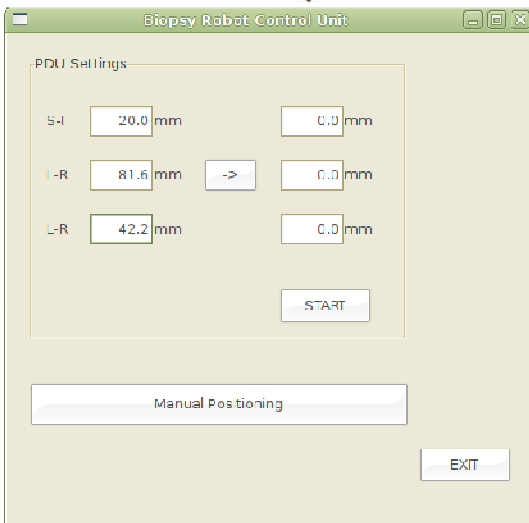 Biopsy Robot Control Unit
PDU Settings
S-I 20.0 mm 0.0 mm
L-R 81.6 mm -> 0.0 mm
L-R 42.2 mm 0.0 mm
START
Manual Positioning
EXIT